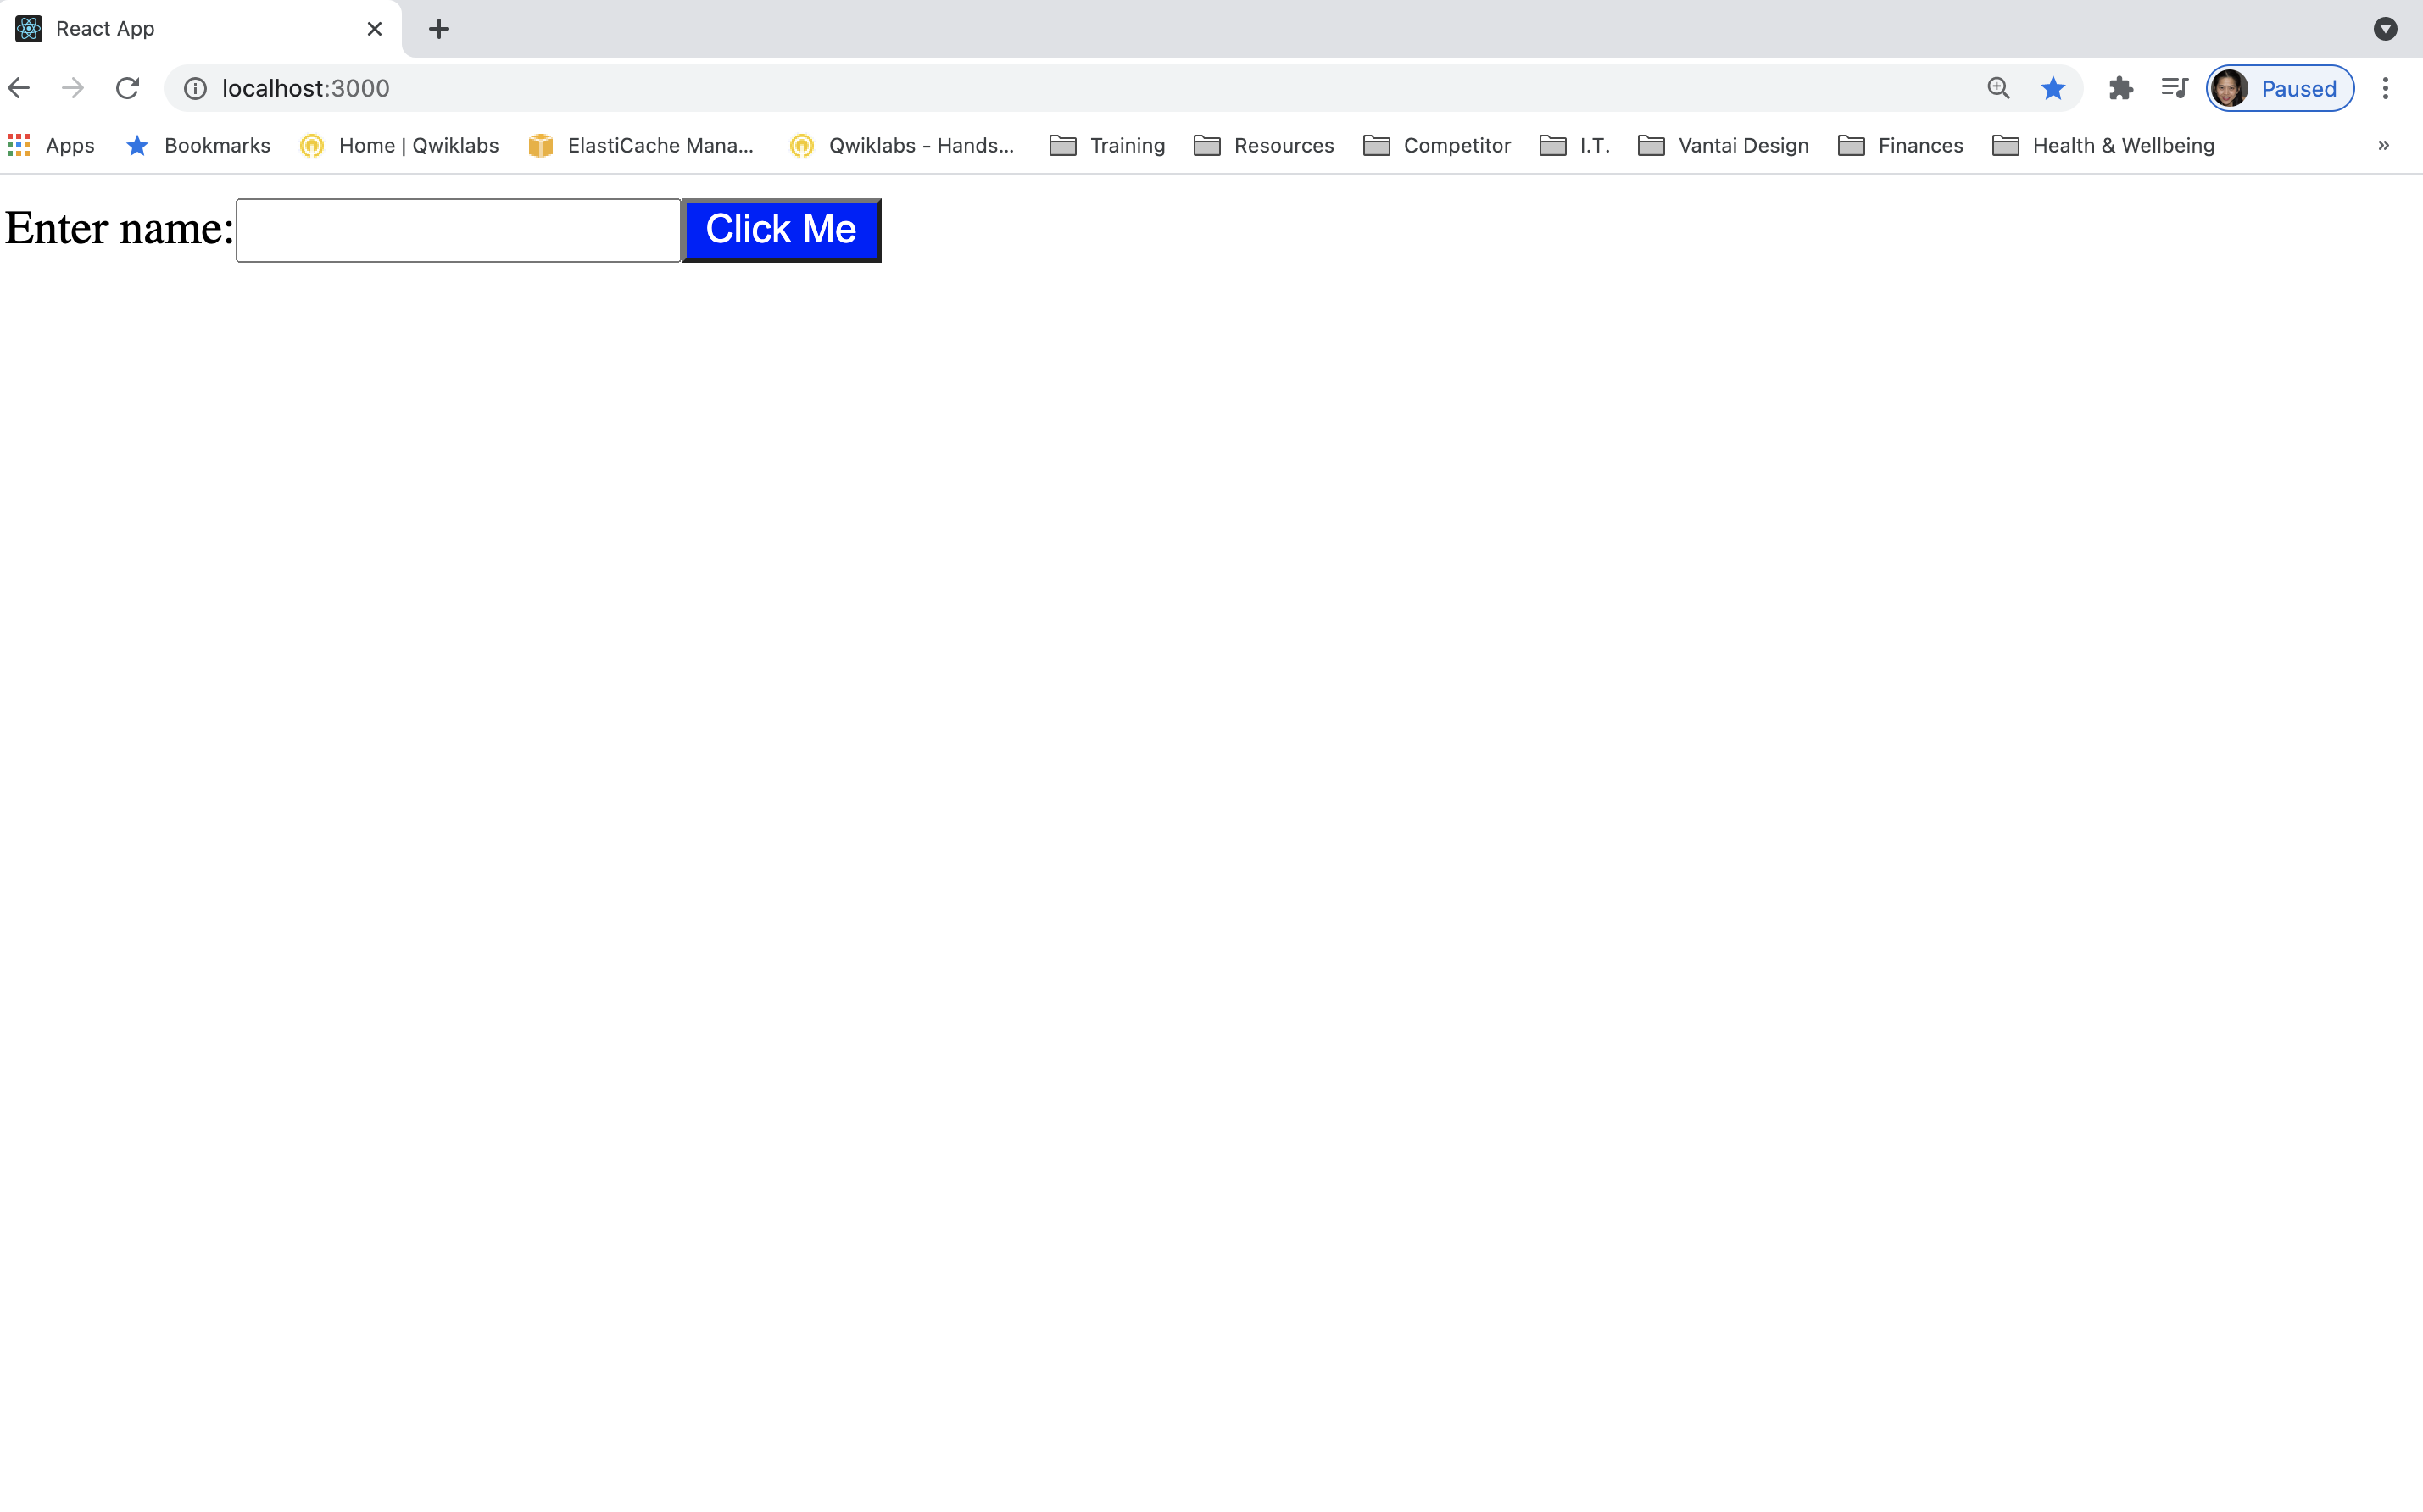 React App
localhost:3000
Paused
Apps Bookmarks Home | Qwiklabs ElastiCache Mana... Qwiklabs - Hands... Training Resources Competitor I.T. Vantai Design Finances Health & Wellbeing »
Enter name: Click Me